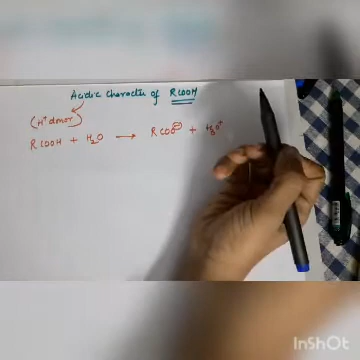 Acidic Character of RCOOH
(H⁺ donor)
RCOOH + H₂O ⟶ RCOO⊖ + H₃O⁺
InShOt